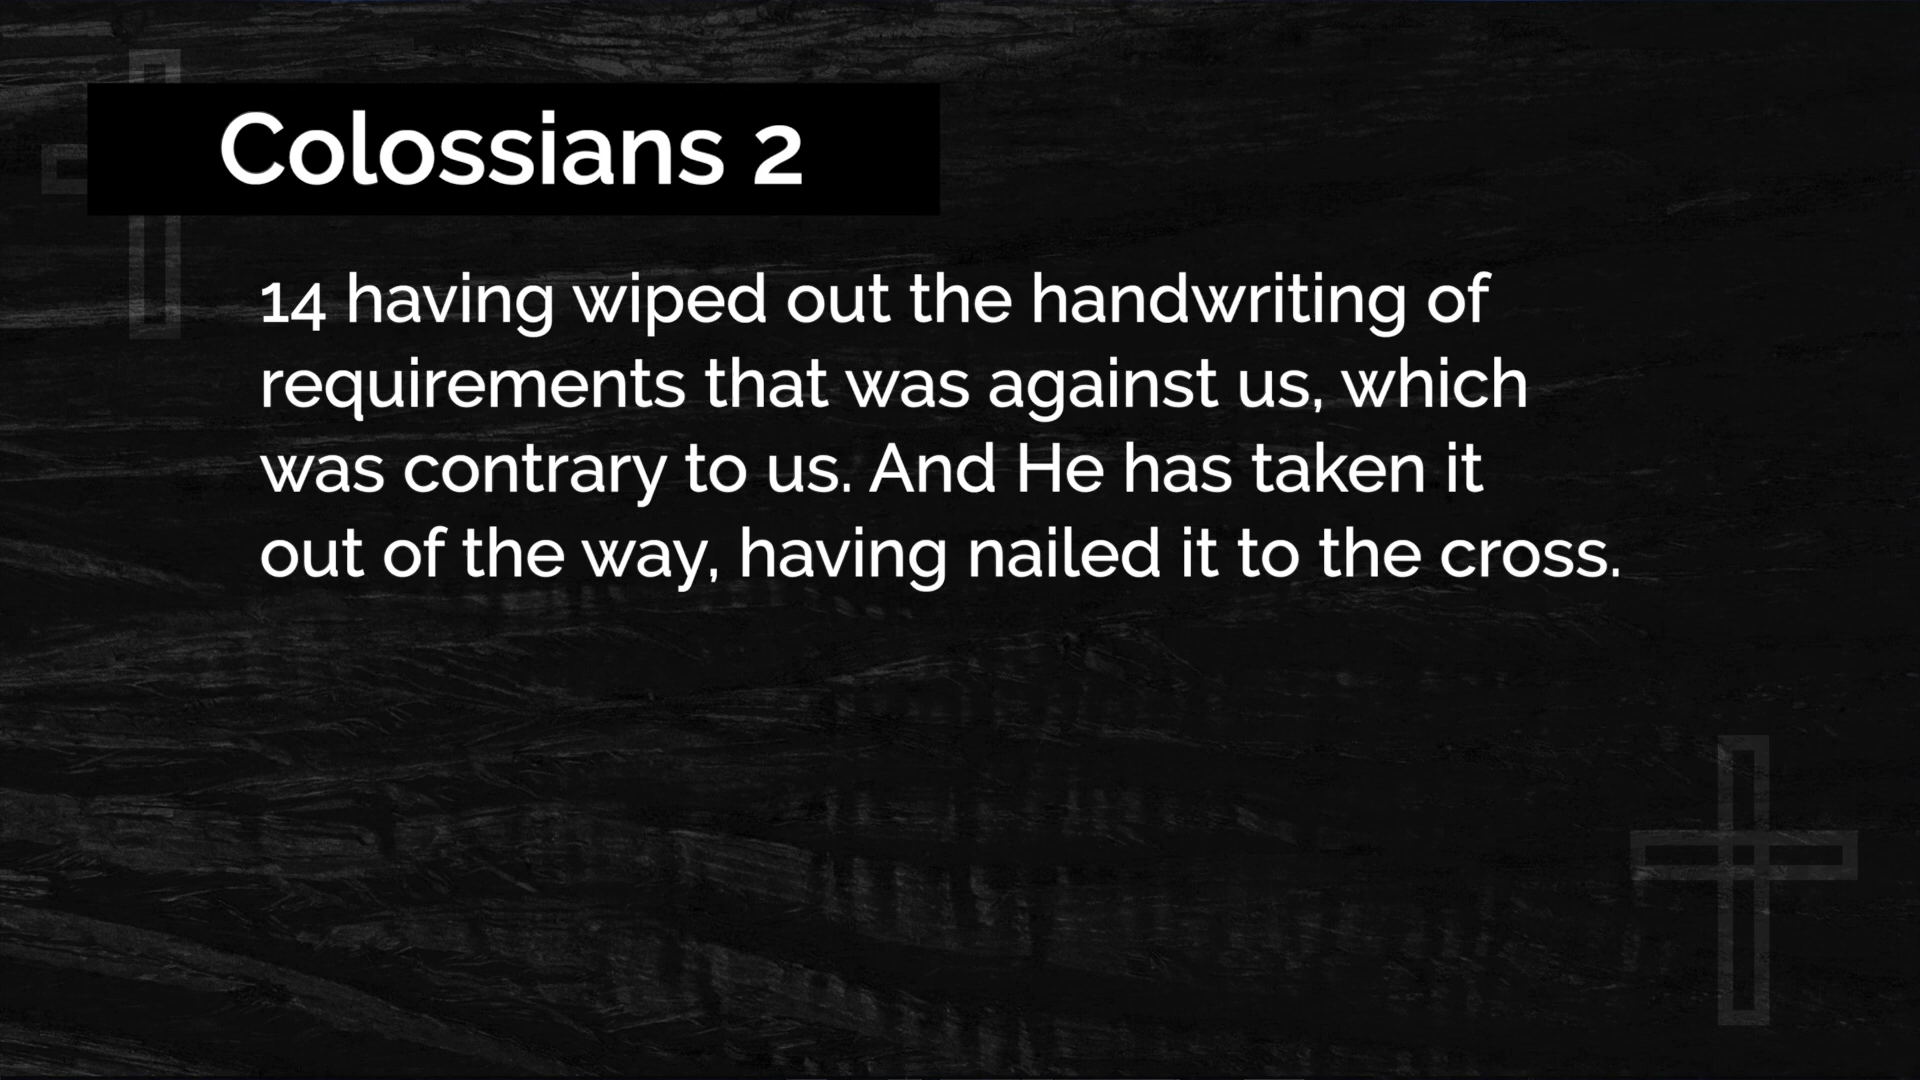 Colossians 2
14 having wiped out the handwriting of
requirements that was against us, which
was contrary to us. And He has taken it
out of the way, having nailed it to the cross.